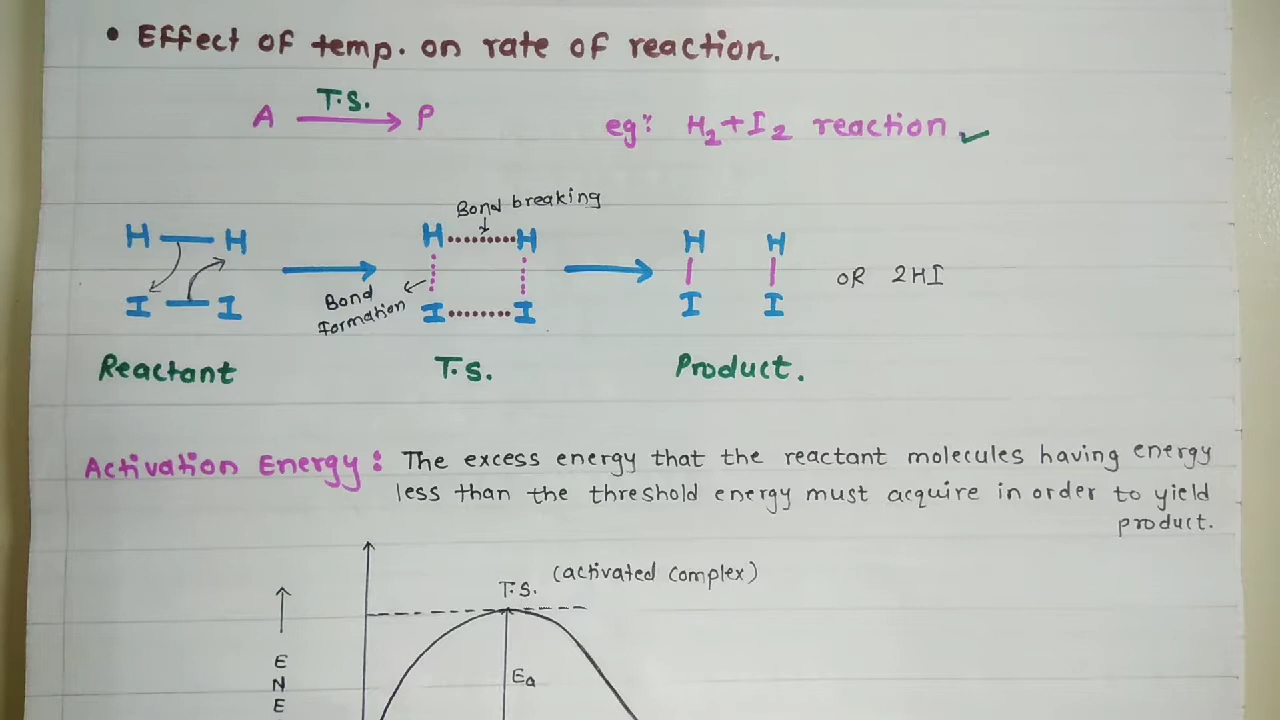 • Effect of temp. on rate of reaction.
T.S.
A → P
eg: H₂+I₂ reaction ✓
Bond breaking
H — H
H H
H H
OR 2HI
Bond
formation
I — I
I I
I I
Reactant
T.S.
Product.
Activation Energy: The excess energy that the reactant molecules having energy
less than the threshold energy must acquire in order to yield
product.
T.S. (activated complex)
Ea
E
N
E